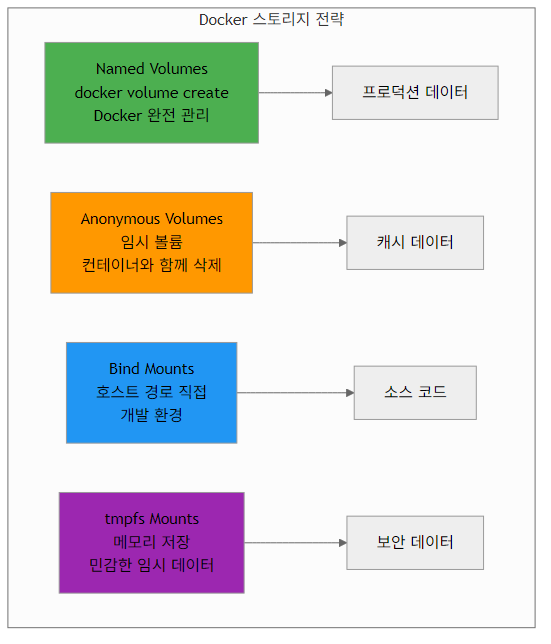 Docker 스토리지 전략
Named Volumes
docker volume create
Docker 완전 관리
프로덕션 데이터
Anonymous Volumes
임시 볼륨
컨테이너와 함께 삭제
캐시 데이터
Bind Mounts
호스트 경로 직접
개발 환경
소스 코드
tmpfs Mounts
메모리 저장
민감한 임시 데이터
보안 데이터